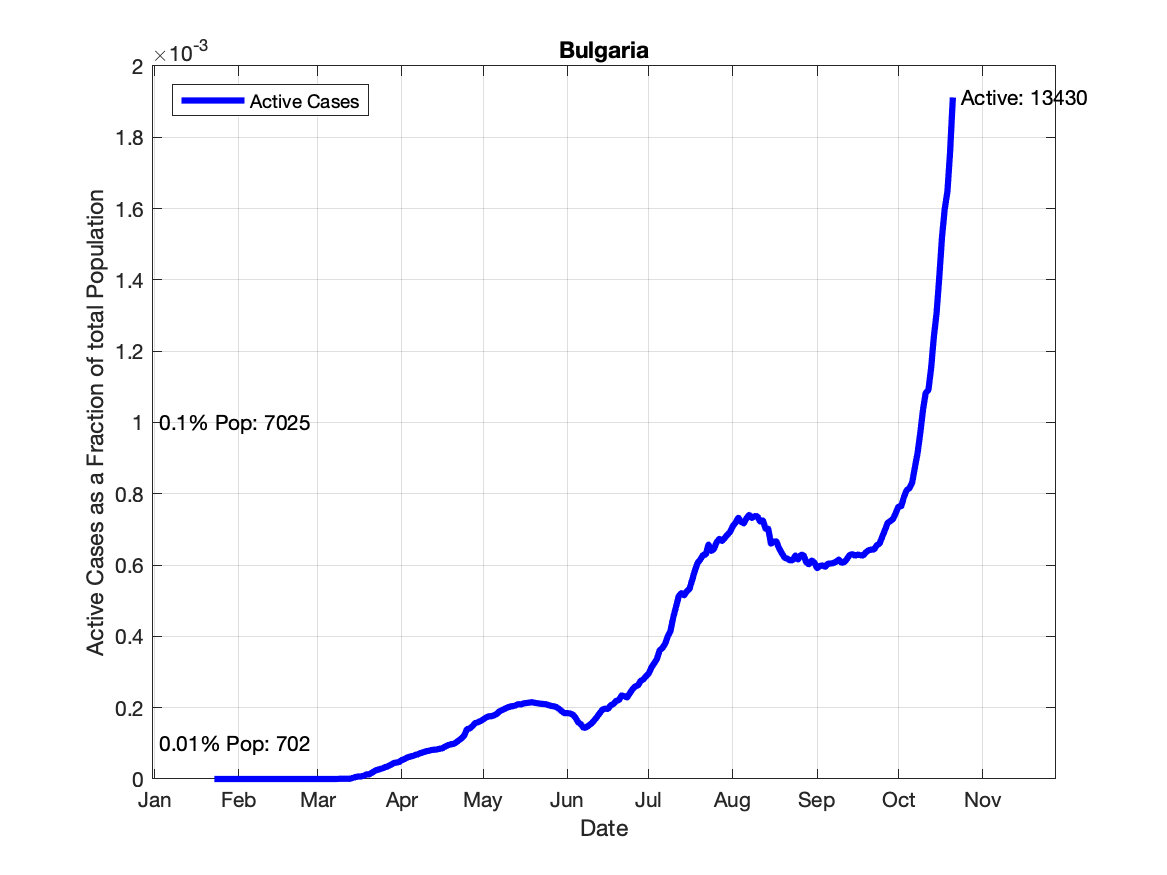 Bulgaria
×10-3
Active Cases
Active: 13430
2
1.8
1.6
1.4
1.2
1
0.8
0.6
0.4
0.2
0
0.1% Pop: 7025
0.01% Pop: 702
Active Cases as a Fraction of total Population
Jan Feb Mar Apr May Jun Jul Aug Sep Oct Nov
Date